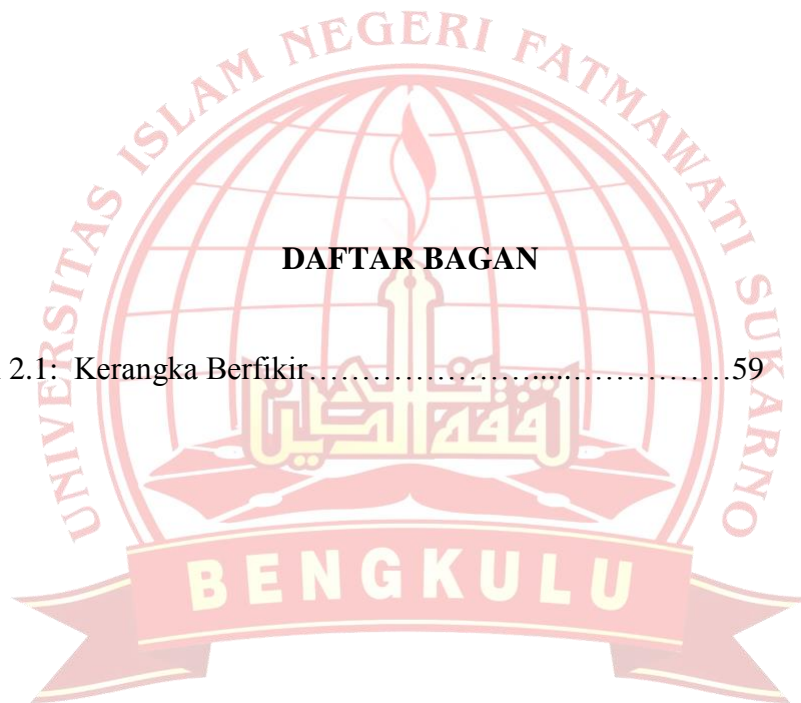 UNIVERSITAS ISLAM NEGERI FATMAWATI SUKARNO
DAFTAR BAGAN
2.1: Kerangka Berfikir……………………....……………59
BENGKULU